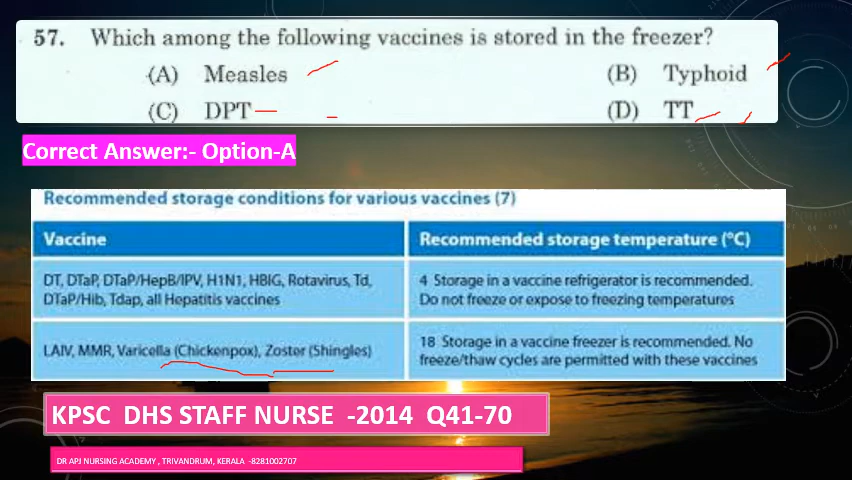 57. Which among the following vaccines is stored in the freezer?
(A) Measles
(B) Typhoid
(C) DPT
(D) TT
Correct Answer:- Option-A
Recommended storage conditions for various vaccines (7)
Vaccine
Recommended storage temperature (°C)
DT, DTaP, DTaP/HepB/IPV, H1N1, HBIG, Rotavirus, Td,
DTaP/Hib, Tdap, all Hepatitis vaccines
4 Storage in a vaccine refrigerator is recommended.
Do not freeze or expose to freezing temperatures
LAIV, MMR, Varicella (Chickenpox), Zoster (Shingles)
18 Storage in a vaccine freezer is recommended. No
freeze/thaw cycles are permitted with these vaccines
KPSC DHS STAFF NURSE -2014 Q41-70
DR APJ NURSING ACADEMY , TRIVANDRUM, KERALA -8281002707